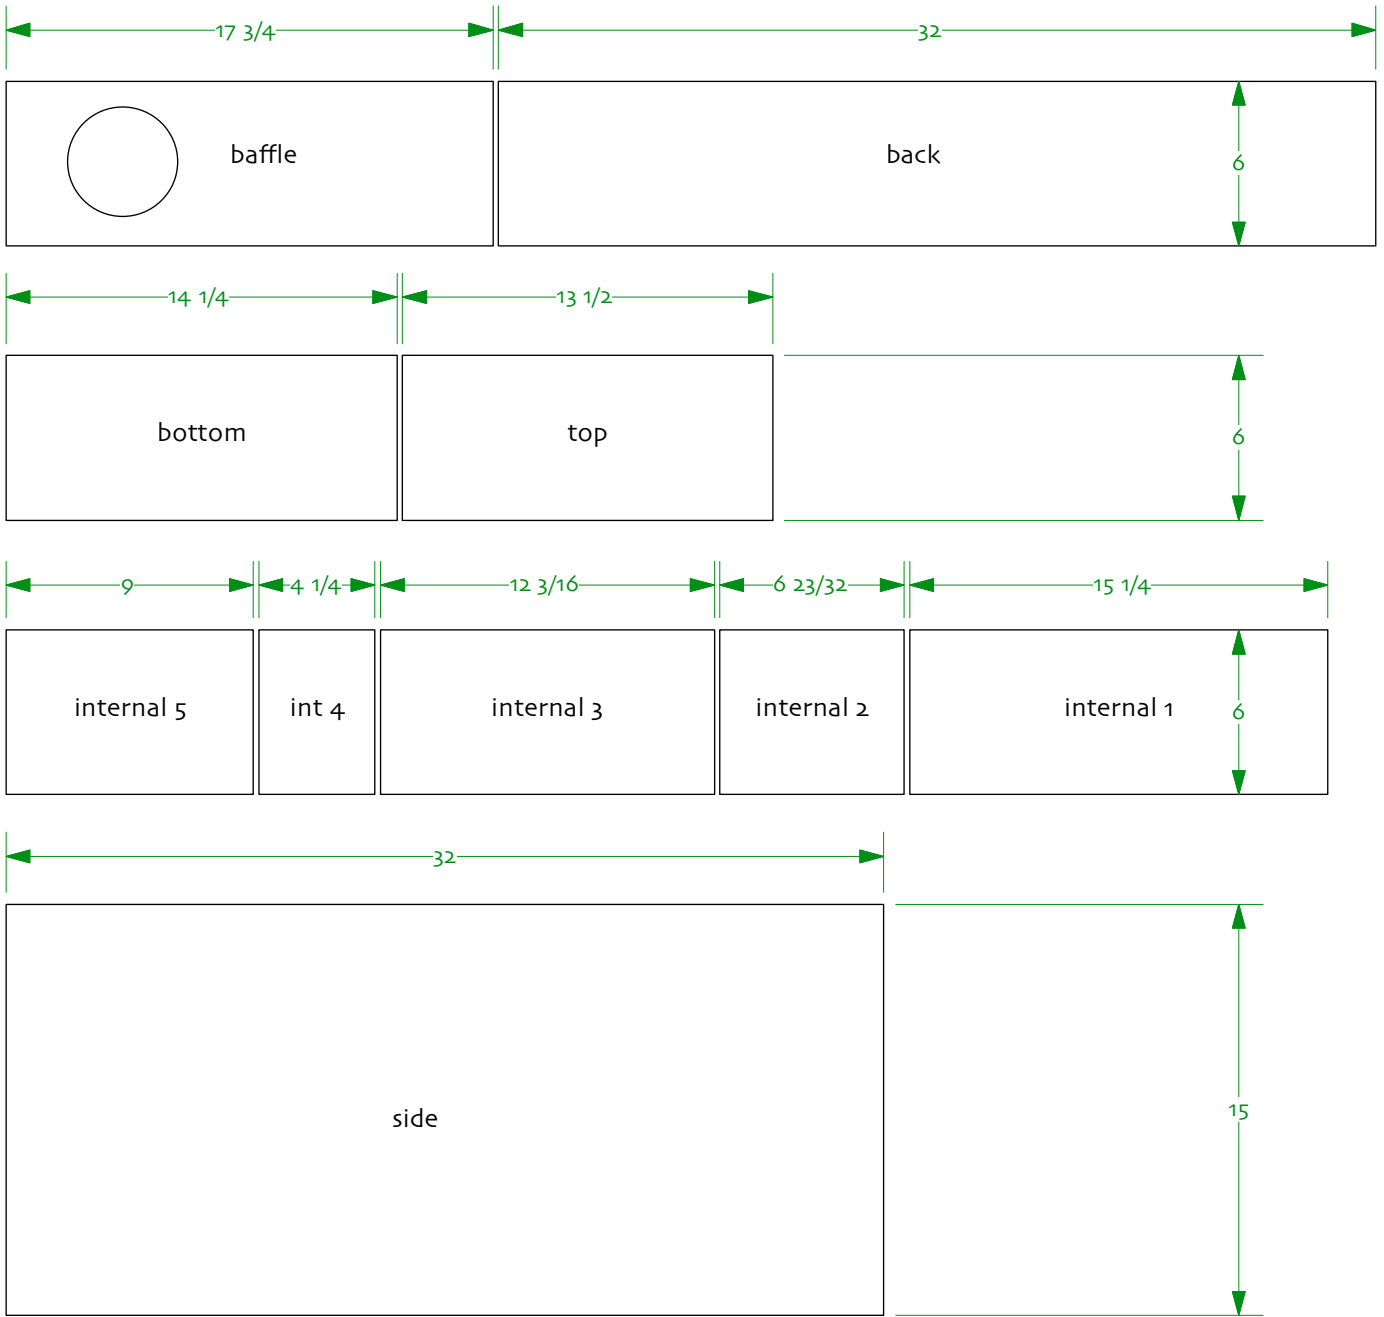 17 3/4 32
baffle back 6
14 1/4 13 1/2
bottom top 6
9 4 1/4 12 3/16 6 23/32 15 1/4
internal 5 int 4 internal 3 internal 2 internal 1 6
32
side 15